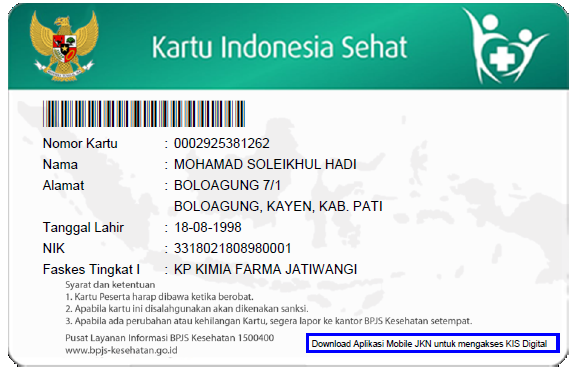 Kartu Indonesia Sehat
Nomor Kartu : 0002925381262
Nama : MOHAMAD SOLEIKHUL HADI
Alamat : BOLOAGUNG 7/1
BOLOAGUNG, KAYEN, KAB. PATI
Tanggal Lahir : 18-08-1998
NIK : 3318021808980001
Faskes Tingkat I : KP KIMIA FARMA JATIWANGI
Syarat dan ketentuan
1. Kartu Peserta harap dibawa ketika berobat.
2. Apabila kartu ini disalahgunakan akan dikenakan sanksi.
3. Apabila ada perubahan atau kehilangan Kartu, segera lapor ke kantor BPJS Kesehatan setempat.
Pusat Layanan Informasi BPJS Kesehatan 1500400
www.bpjs-kesehatan.go.id
Download Aplikasi Mobile JKN untuk mengakses KIS Digital